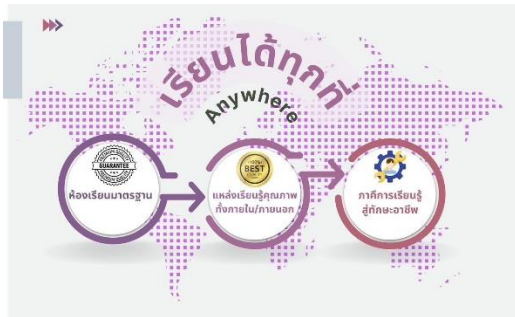 เรียนได้ทุกที่
Anywhere
GUARANTEE
BEST
ห้องเรียนมาตรฐาน
แหล่งเรียนรู้คุณภาพ
ทั้งภายใน/ภายนอก
ภาคีการเรียนรู้
สู่ทักษะอาชีพ